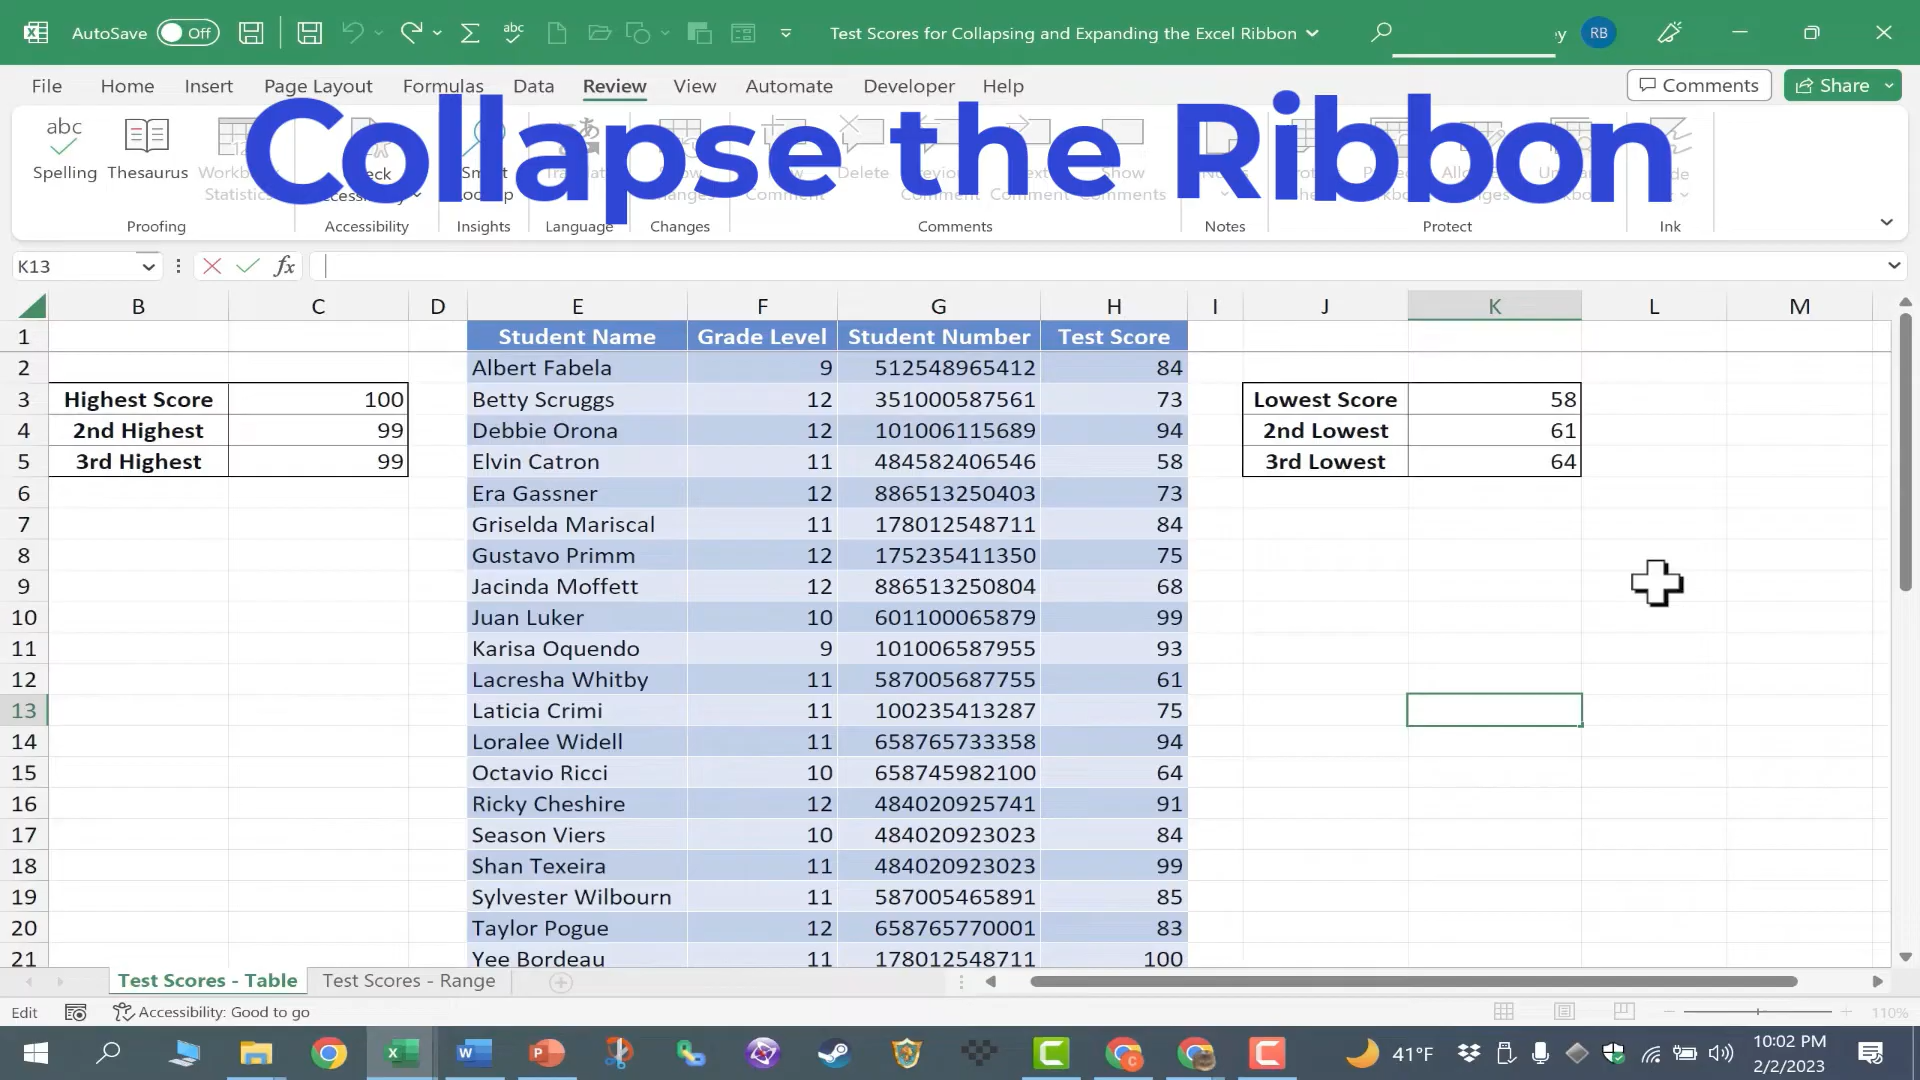 AutoSave Off Test Scores for Collapsing and Expanding the Excel Ribbon y RB
File Home Insert Page Layout Formulas Data Review View Automate Developer Help Comments Share
Collapse the Ribbon
abc
Spelling Thesaurus
Delete
Proofing Accessibility Insights Language Changes Comments Notes Protect Ink
K13 fx
B C D E F G H I J K L M
1 Student Name Grade Level Student Number Test Score
2 Albert Fabela 9 512548965412 84
3 Highest Score 100 Betty Scruggs 12 351000587561 73 Lowest Score 58
4 2nd Highest 99 Debbie Orona 12 101006115689 94 2nd Lowest 61
5 3rd Highest 99 Elvin Catron 11 484582406546 58 3rd Lowest 64
6 Era Gassner 12 886513250403 73
7 Griselda Mariscal 11 178012548711 84
8 Gustavo Primm 12 175235411350 75
9 Jacinda Moffett 12 886513250804 68
10 Juan Luker 10 601100065879 99
11 Karisa Oquendo 9 101006587955 93
12 Lacresha Whitby 11 587005687755 61
13 Laticia Crimi 11 100235413287 75
14 Loralee Widell 11 658765733358 94
15 Octavio Ricci 10 658745982100 64
16 Ricky Cheshire 12 484020925741 91
17 Season Viers 10 484020923023 84
18 Shan Texeira 11 484020923023 99
19 Sylvester Wilbourn 11 587005465891 85
20 Taylor Pogue 12 658765770001 83
21 Yee Bordeau 11 178012548711 100
Test Scores - Table Test Scores - Range
Edit Accessibility: Good to go 110%
41°F 10:02 PM
2/2/2023